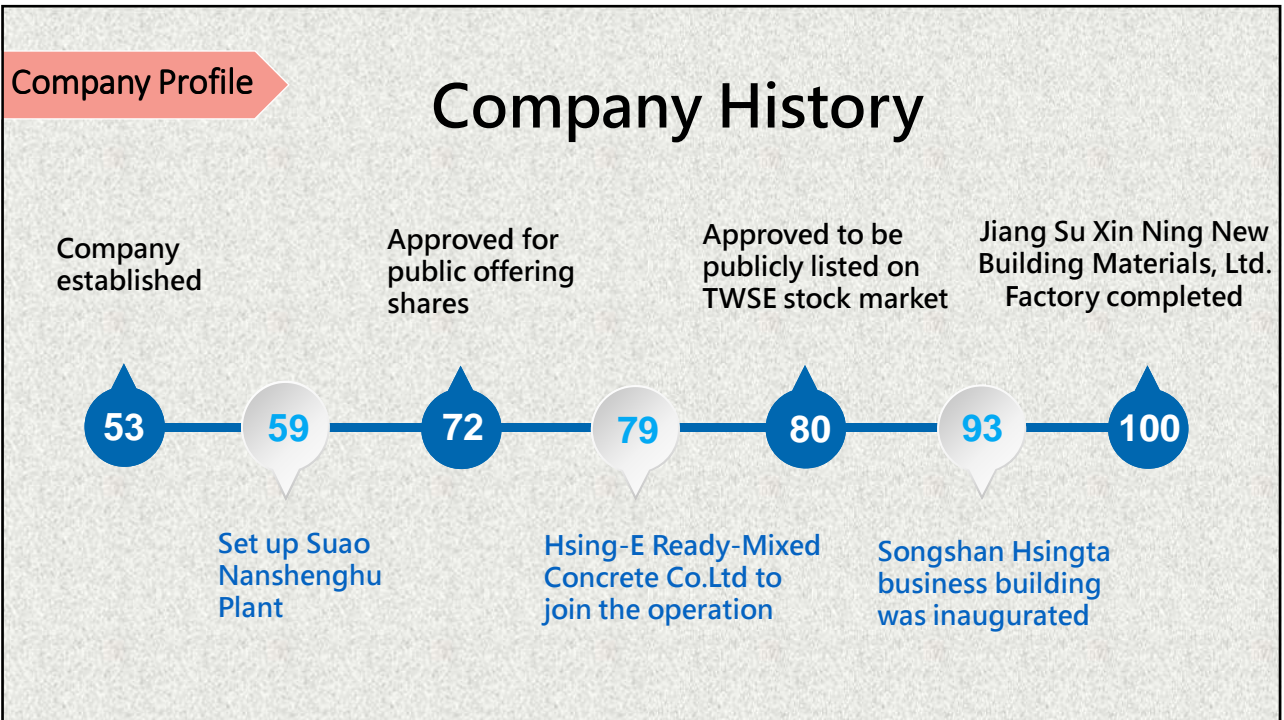 Company Profile
Company History
Company
established
Approved for
public offering
shares
Approved to be
publicly listed on
TWSE stock market
Jiang Su Xin Ning New
Building Materials, Ltd.
Factory completed
53
59
72
79
80
93
100
Set up Suao
Nanshenghu
Plant
Hsing-E Ready-Mixed
Concrete Co.Ltd to
join the operation
Songshan Hsingta
business building
was inaugurated